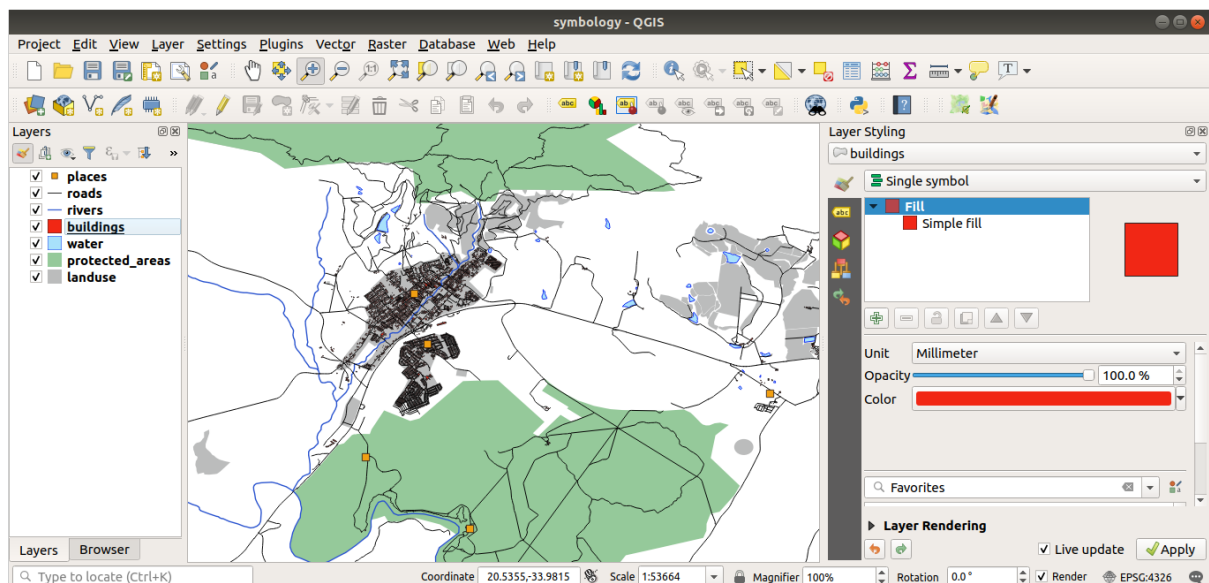 symbology - QGIS
Project Edit View Layer Settings Plugins Vector Raster Database Web Help
Layers
places
roads
rivers
buildings
water
protected_areas
landuse
Layers Browser
Layer Styling
buildings
Single symbol
Fill
Simple fill
Unit Millimeter
Opacity 100.0 %
Color
Favorites
Layer Rendering
Live update Apply
Type to locate (Ctrl+K) Coordinate 20.5355,-33.9815 Scale 1:53664 Magnifier 100% Rotation 0.0° Render EPSG:4326